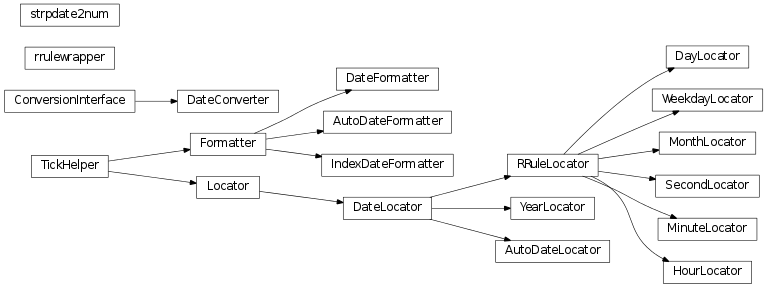 strpdate2num
rrulewrapper
ConversionInterface
DateConverter
TickHelper
Formatter
Locator
DateFormatter
AutoDateFormatter
IndexDateFormatter
DateLocator
RRuleLocator
YearLocator
AutoDateLocator
DayLocator
WeekdayLocator
MonthLocator
SecondLocator
MinuteLocator
HourLocator